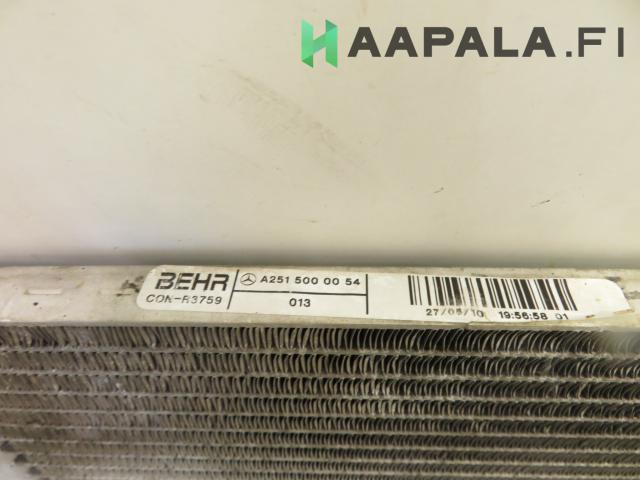 HAAPALA.FI
BEHR A251 500 00 54
CON-R3759 013
27/05/10 19:56:58 01